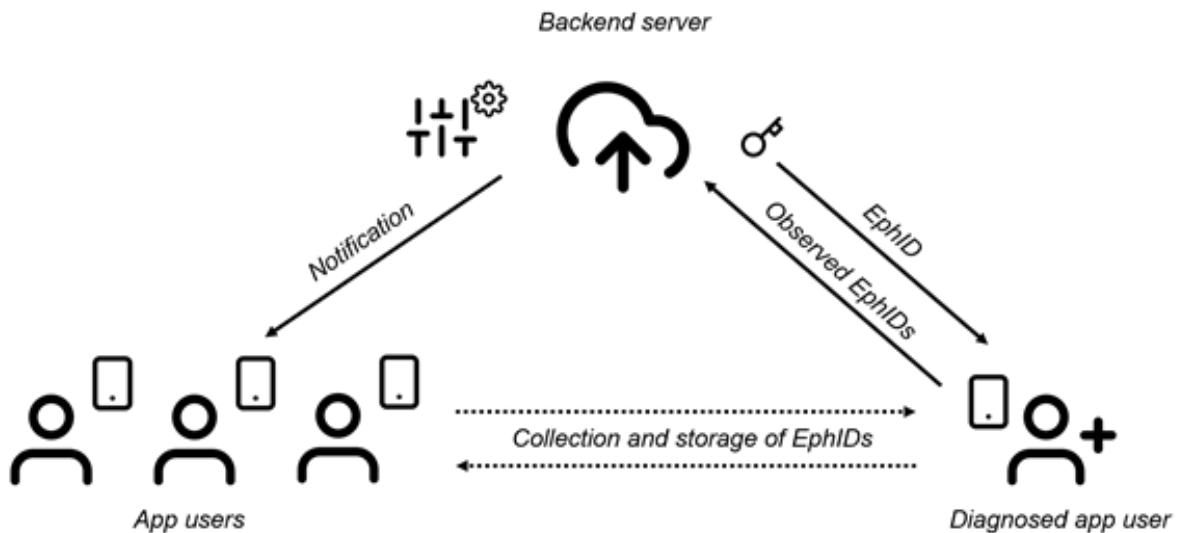 Backend server
Notification
EphID
Observed EphIDs
Collection and storage of EphIDs
App users
Diagnosed app user